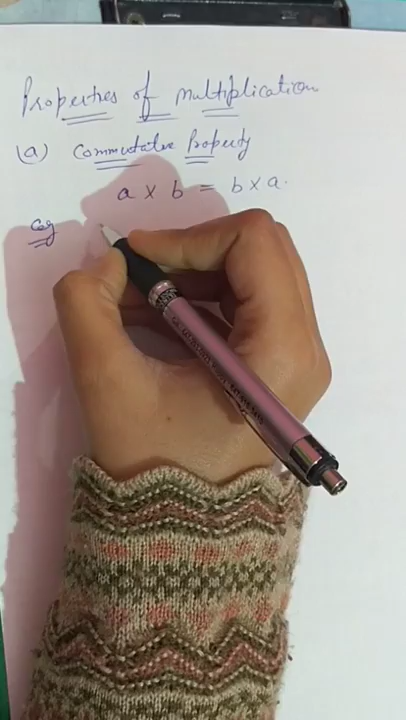 Properties of multiplication
(a) Commutative Property
a x b = b x a.
eg